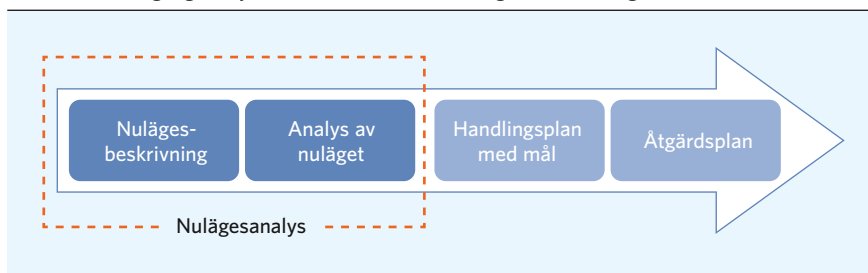 Nuläges-
beskrivning
Analys av
nuläget
Handlingsplan
med mål
Åtgärdsplan
Nulägesanalys